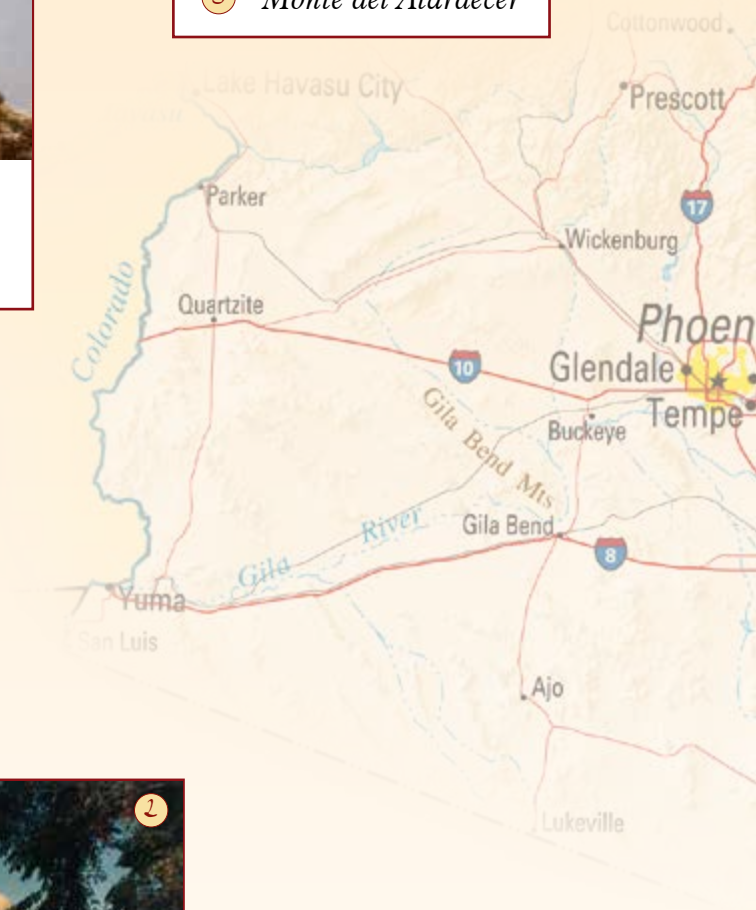 3 Monte del Atardecer
Cottonwood
Lake Havasu City
Prescott
Parker
17
Wickenburg
Colorado
Quartzite
Phoen
10
Glendale
Tempe
Gila Bend Mts
Buckeye
Gila River
Gila Bend
8
Yuma
San Luis
Ajo
2
Lukeville